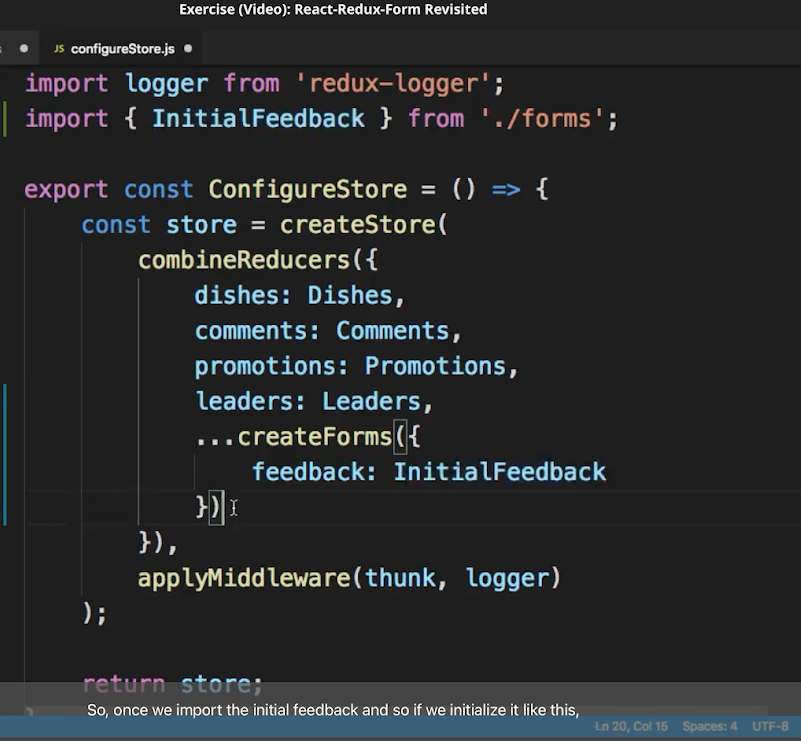 Exercise (Video): React-Redux-Form Revisited
JS configureStore.js
import logger from 'redux-logger';
import { InitialFeedback } from './forms';
export const ConfigureStore = () => {
const store = createStore(
combineReducers({
dishes: Dishes,
comments: Comments,
promotions: Promotions,
leaders: Leaders,
...createForms({
feedback: InitialFeedback
})
}),
applyMiddleware(thunk, logger)
);
return store;
}
So, once we import the initial feedback and so if we initialize it like this,
Ln 20, Col 15 Spaces: 4 UTF-8